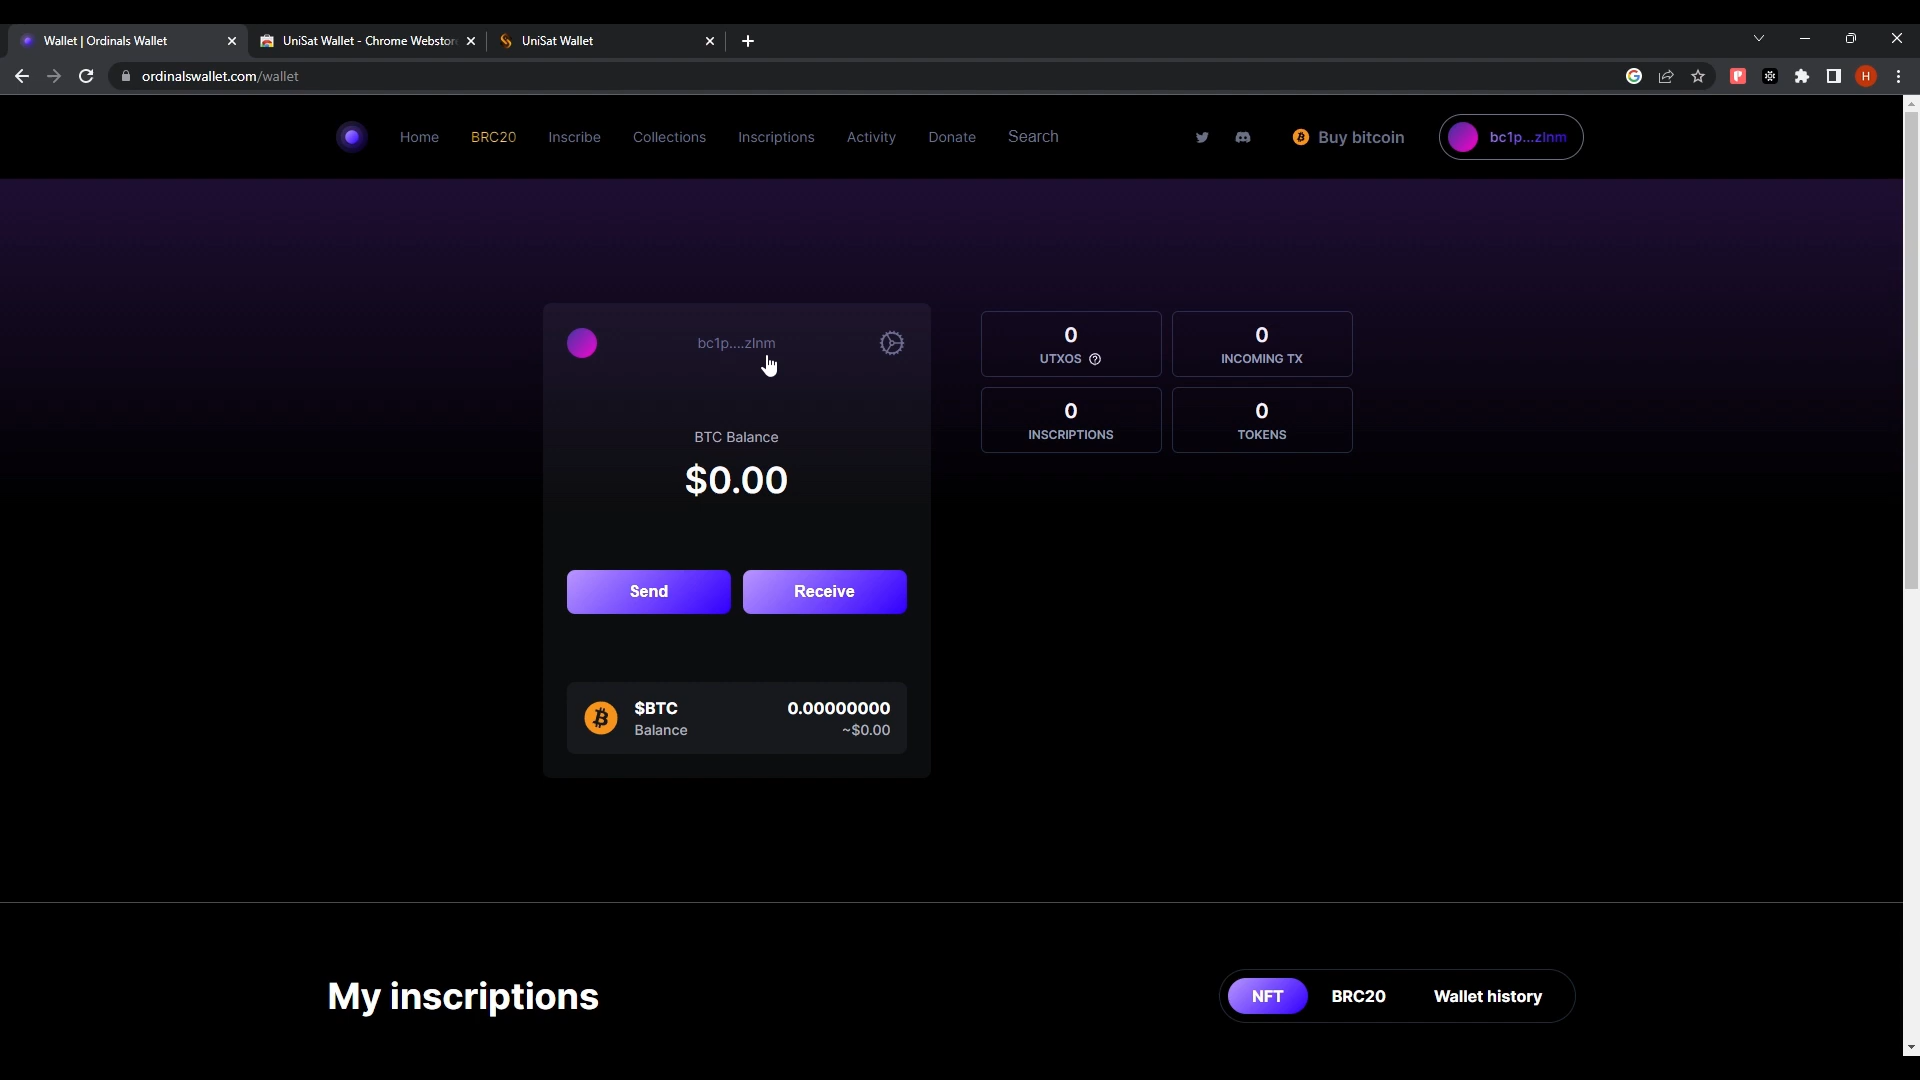 Wallet | Ordinals Wallet
UniSat Wallet - Chrome Webstor
UniSat Wallet
ordinalswallet.com/wallet
H
Home
BRC20
Inscribe
Collections
Inscriptions
Activity
Donate
Search
Buy bitcoin
bc1p...zlnm
bc1p....zlnm
BTC Balance
$0.00
Send
Receive
$BTC
0.00000000
Balance
~$0.00
0
UTXOS
0
INCOMING TX
0
INSCRIPTIONS
0
TOKENS
My inscriptions
NFT
BRC20
Wallet history